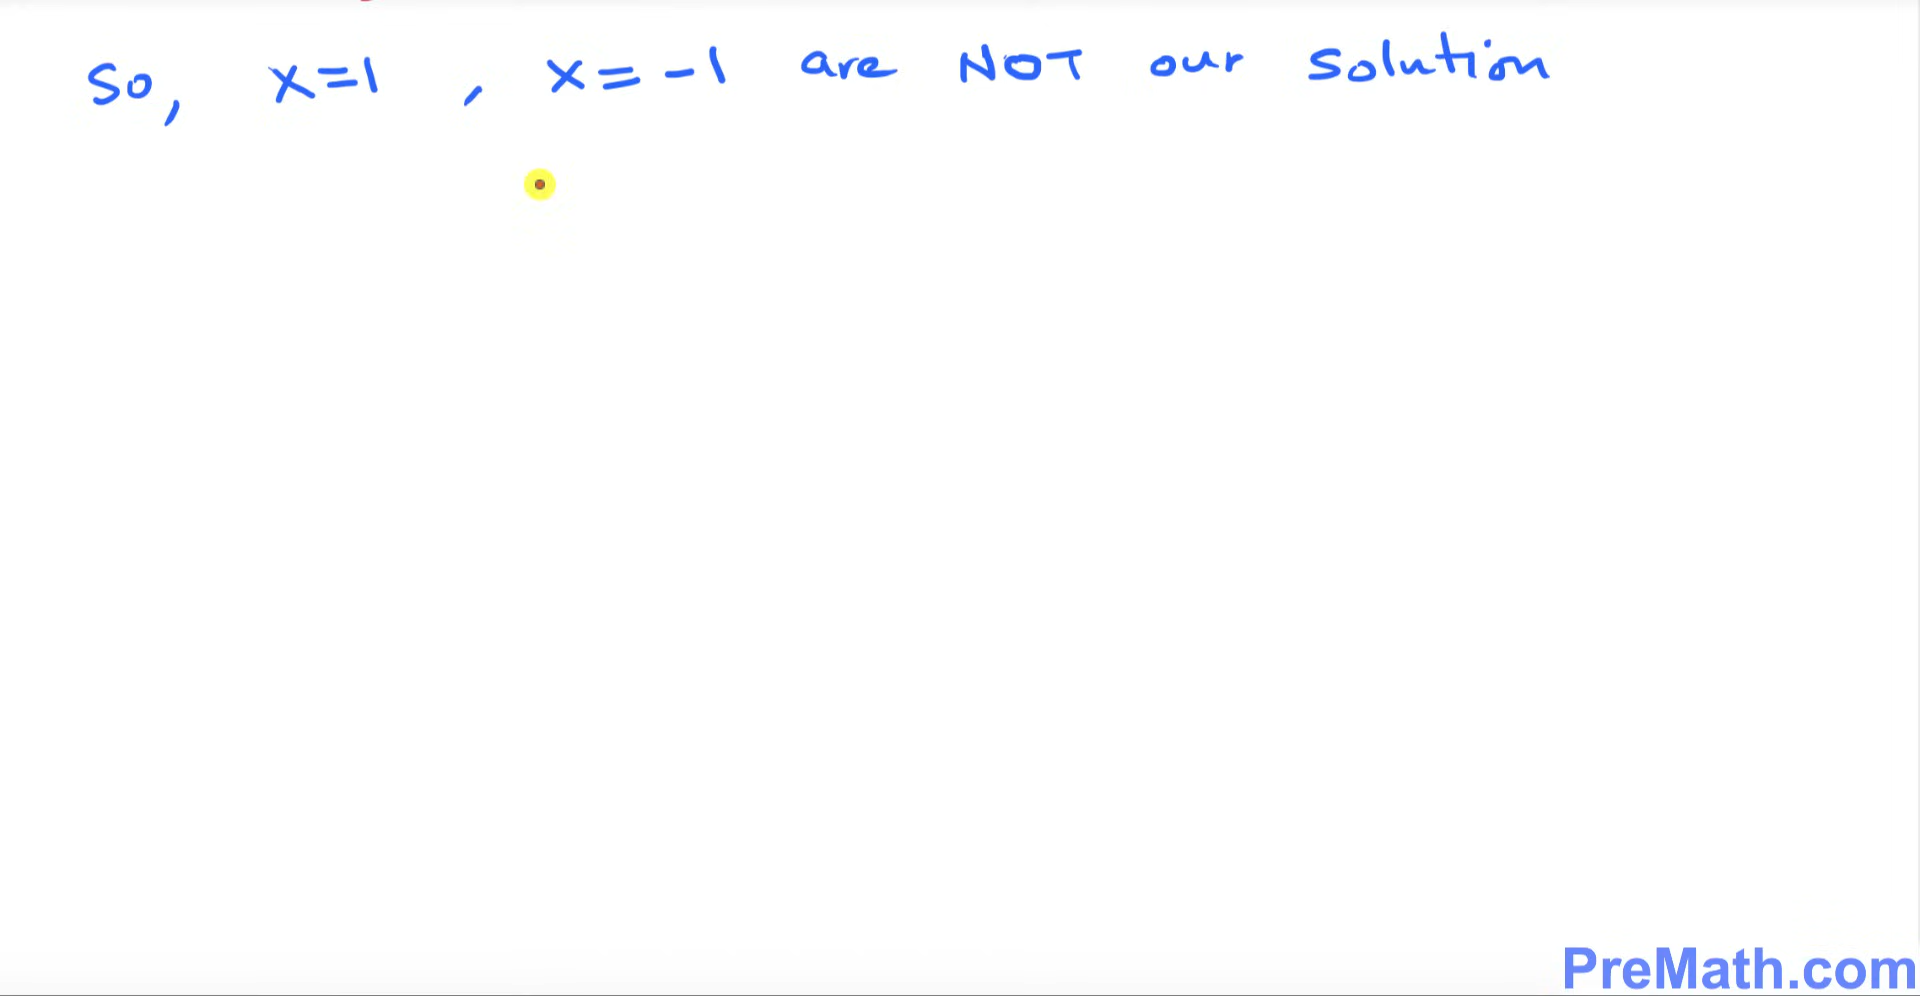 So, x=1 , x=-1 are NOT our solution
PreMath.com